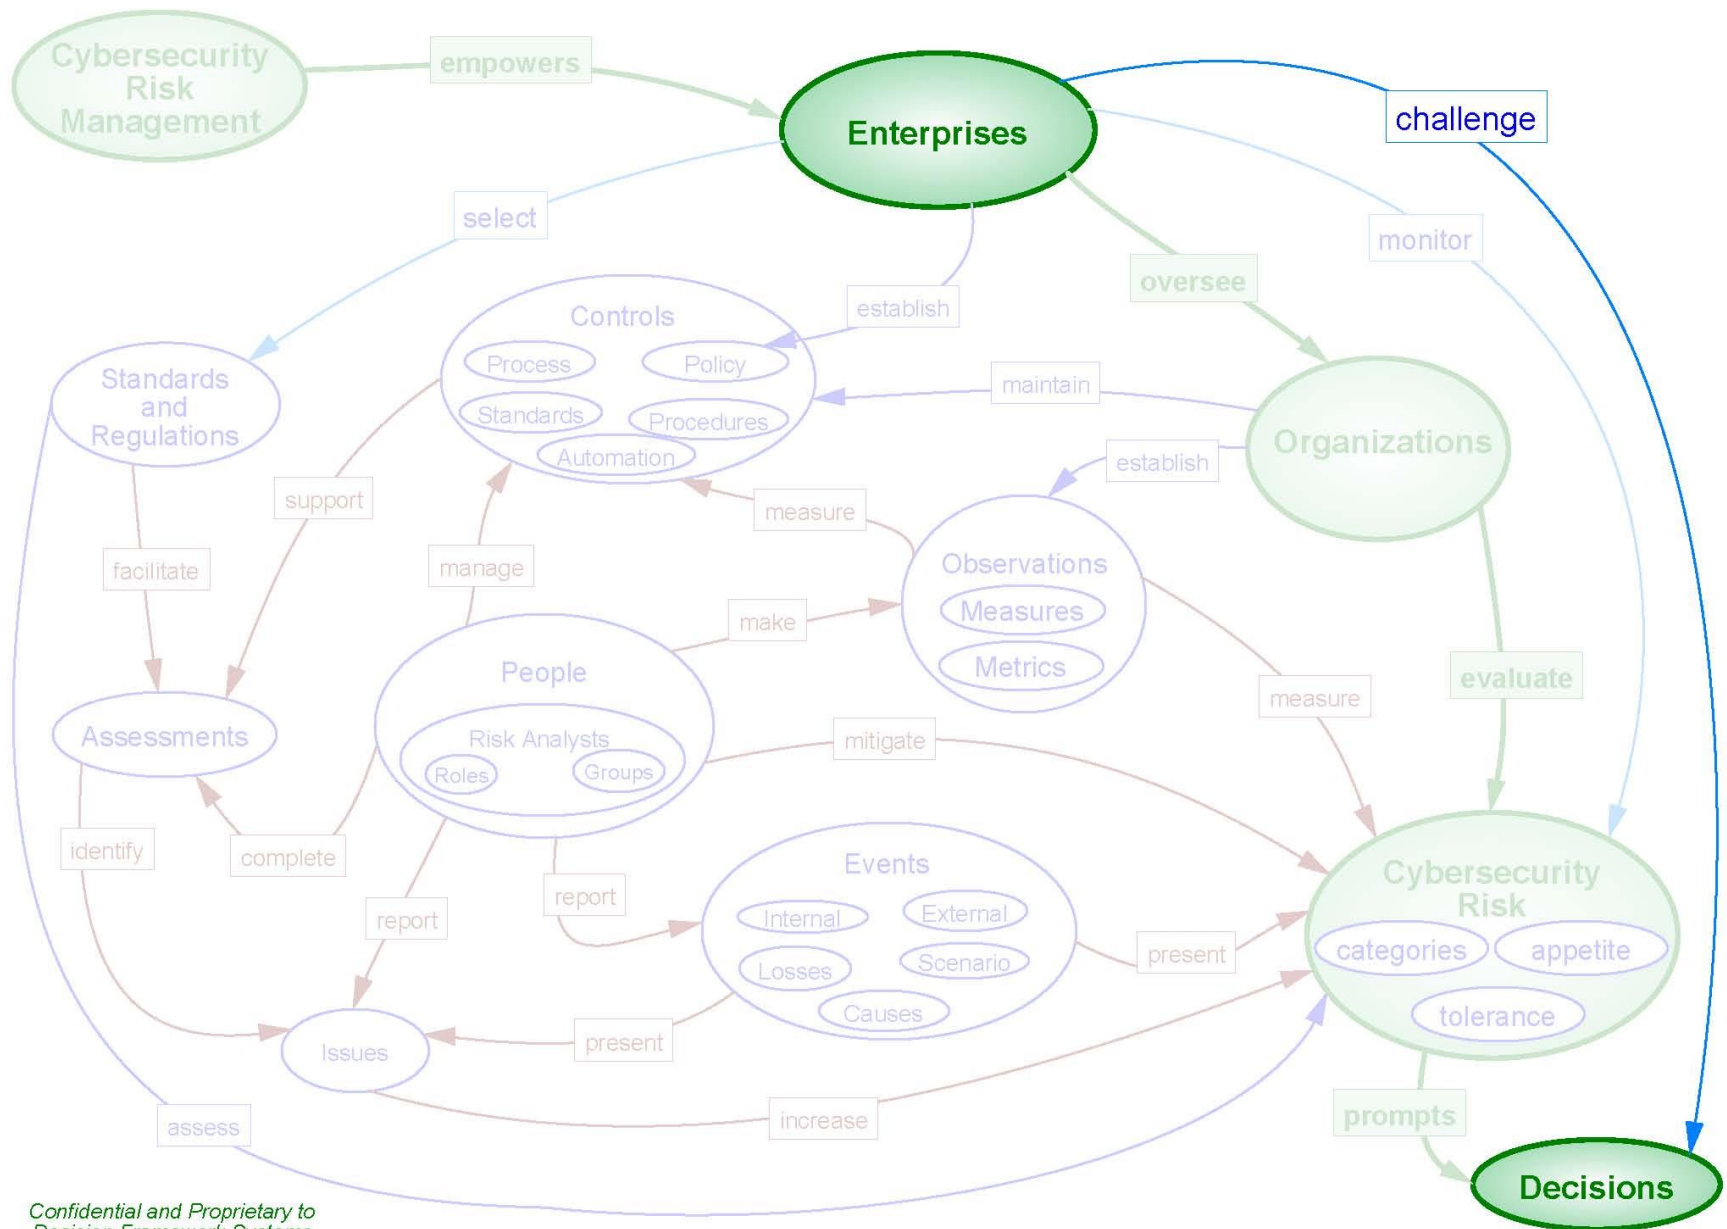 Cybersecurity
Risk
Management
empowers
Enterprises
challenge
select
monitor
oversee
establish
Controls
Process
Policy
Standards
Procedures
Automation
maintain
Standards
and
Regulations
Organizations
establish
support
measure
facilitate
manage
Observations
Measures
Metrics
make
People
Risk Analysts
Roles
Groups
evaluate
measure
Assessments
mitigate
identify
complete
report
report
Events
Internal
External
Losses
Scenario
Causes
Cybersecurity
Risk
categories
appetite
tolerance
present
present
Issues
increase
assess
prompts
Decisions
Confidential and Proprietary to
Decision Framework Systems